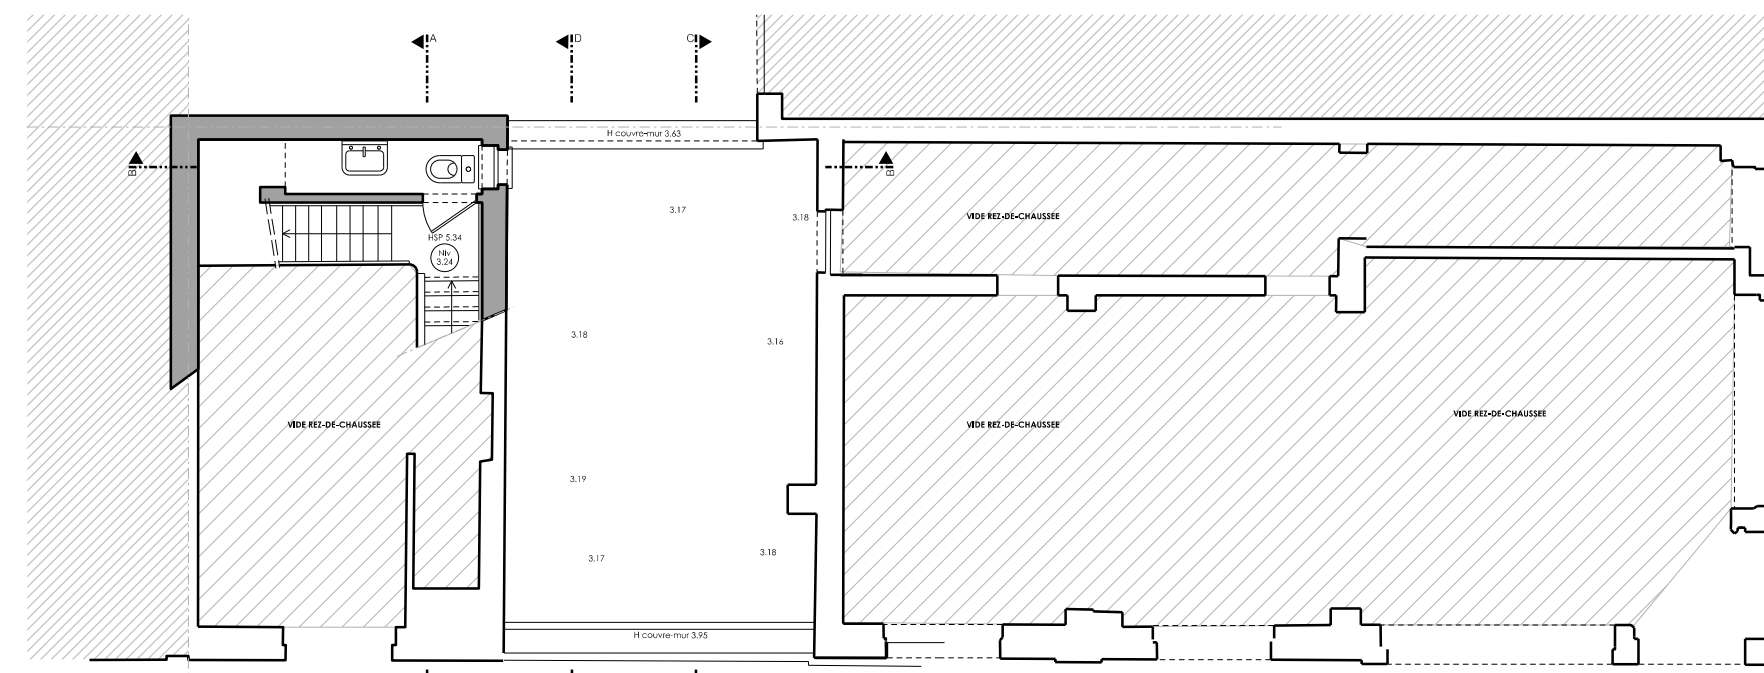 A
D
C
H couvre-mur 3.63
B
B
3.17
3.18
VIDE REZ-DE-CHAUSSEE
HSP 5.34
Niv
3.24
3.18
3.16
VIDE REZ-DE-CHAUSSEE
VIDE REZ-DE-CHAUSSEE
VIDE REZ-DE-CHAUSSEE
3.19
3.17
3.18
H couvre-mur 3.95